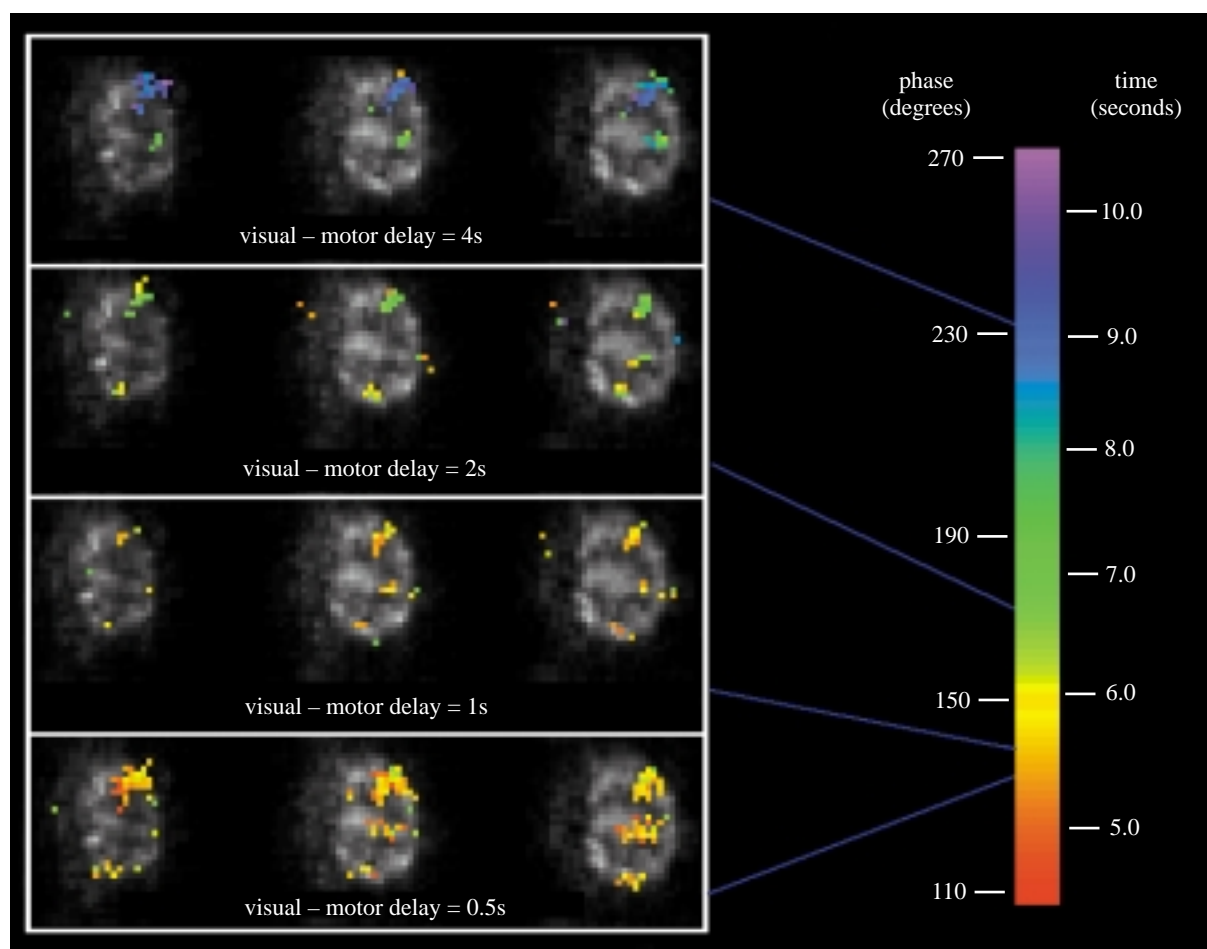 visual – motor delay = 4s
visual – motor delay = 2s
visual – motor delay = 1s
visual – motor delay = 0.5s
phase
(degrees)
time
(seconds)
270
10.0
230
9.0
8.0
190
7.0
150
6.0
5.0
110